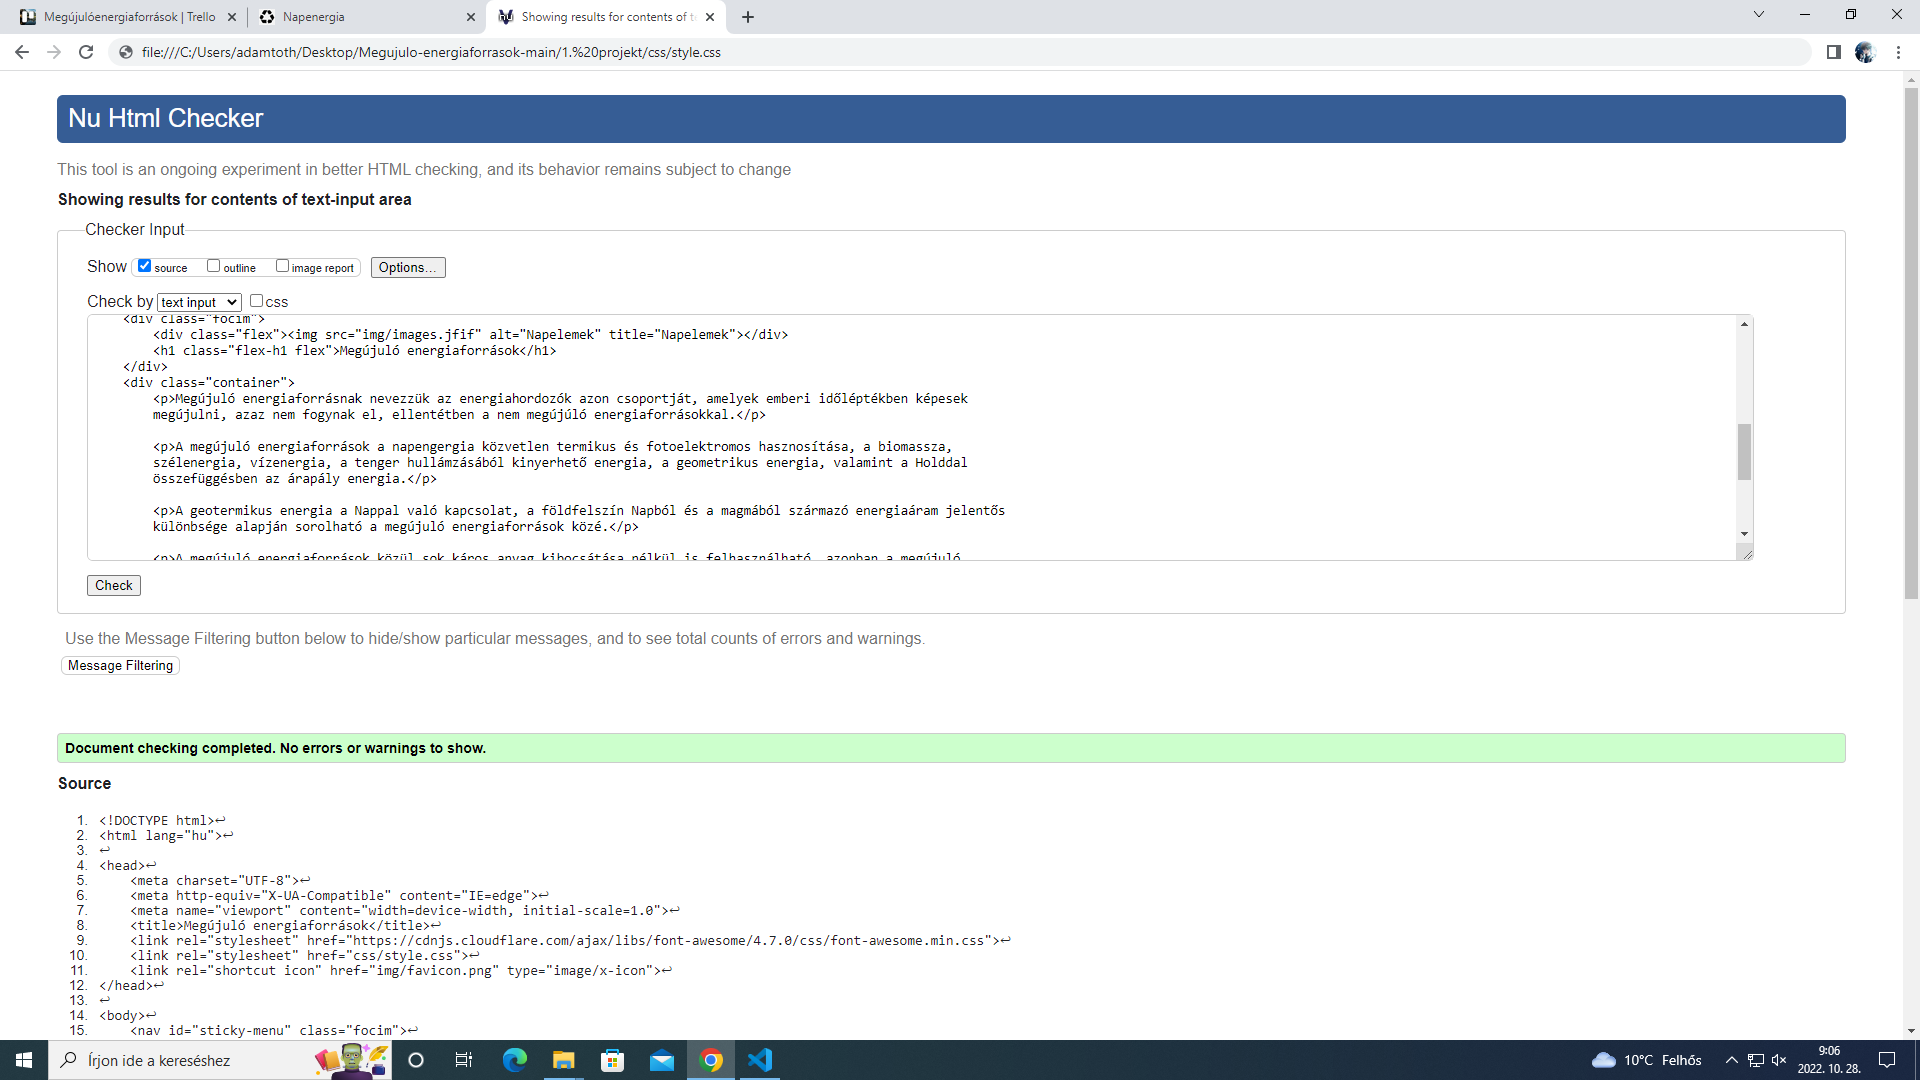 Megújulóenergiaforrások | Trello
Napenergia
Showing results for contents of te
file:///C:/Users/adamtoth/Desktop/Megujulo-energiaforrasok-main/1.%20projekt/css/style.css
Nu Html Checker
This tool is an ongoing experiment in better HTML checking, and its behavior remains subject to change
Showing results for contents of text-input area
Checker Input
Show source outline image report Options...
Check by text input css
<div class="focim">
<div class="flex"><img src="img/images.jfif" alt="Napelemek" title="Napelemek"></div>
<h1 class="flex-h1 flex">Megújuló energiaforrások</h1>
</div>
<div class="container">
<p>Megújuló energiaforrásnak nevezzük az energiahordozók azon csoportját, amelyek emberi időléptékben képesek
megújulni, azaz nem fogynak el, ellentétben a nem megújúló energiaforrásokkal.</p>
<p>A megújuló energiaforrások a napengergia közvetlen termikus és fotoelektromos hasznosítása, a biomassza,
szélenergia, vízenergia, a tenger hullámzásából kinyerhető energia, a geometrikus energia, valamint a Holddal
összefüggésben az árapály energia.</p>
<p>A geotermikus energia a Nappal való kapcsolat, a földfelszín Napból és a magmából származó energiaáram jelentős
különbsége alapján sorolható a megújuló energiaforrások közé.</p>
<p>A megújuló energiaforrások közül sok káros anyag kibocsátása nélkül is felhasználható, azonban a megújuló
Check
Use the Message Filtering button below to hide/show particular messages, and to see total counts of errors and warnings.
Message Filtering
Document checking completed. No errors or warnings to show.
Source
1. <!DOCTYPE html>↩
2. <html lang="hu">↩
3. ↩
4. <head>↩
5. <meta charset="UTF-8">↩
6. <meta http-equiv="X-UA-Compatible" content="IE=edge">↩
7. <meta name="viewport" content="width=device-width, initial-scale=1.0">↩
8. <title>Megújuló energiaforrások</title>↩
9. <link rel="stylesheet" href="https://cdnjs.cloudflare.com/ajax/libs/font-awesome/4.7.0/css/font-awesome.min.css">↩
10. <link rel="stylesheet" href="css/style.css">↩
11. <link rel="shortcut icon" href="img/favicon.png" type="image/x-icon">↩
12. </head>↩
13. ↩
14. <body>↩
15. <nav id="sticky-menu" class="focim">↩
Írjon ide a kereséshez
10°C Felhős
9:06
2022. 10. 28.